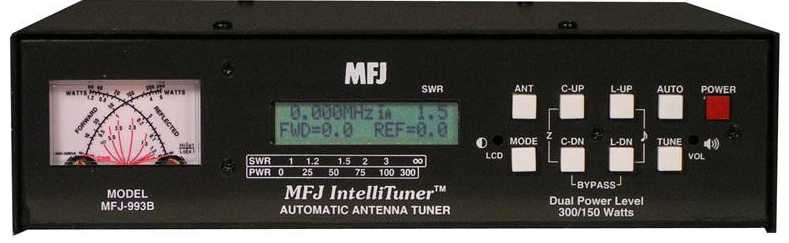 MFJ
SWR
0.000MHz 1A 1.5
FWD=0.0 REF=0.0
ANT C-UP L-UP AUTO POWER
LCD MODE C-DN L-DN TUNE VOL
Z
BYPASS
WATTS WATTS
FORWARD REFLECTED
SWR 1 1.2 1.5 2 3 ∞
PWR 0 25 50 75 100 300
MODEL
MFJ-993B
MFJ IntelliTuner™
AUTOMATIC ANTENNA TUNER
Dual Power Level
300/150 Watts